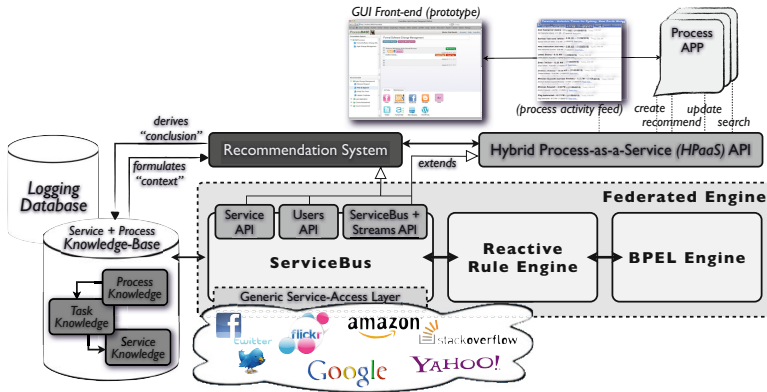 GUI Front-end (prototype)
Process
APP
(process activity feed)
create
update
recommend
search
derives
"conclusion"
Recommendation System
Hybrid Process-as-a-Service (HPaaS) API
formulates
"context"
extends
Logging
Database
Federated Engine
Service + Process
Knowledge-Base
Service
API
Users
API
ServiceBus +
Streams API
ServiceBus
Reactive
Rule Engine
BPEL Engine
Process
Knowledge
Task
Knowledge
Service
Knowledge
Generic Service-Access Layer
twitter
flickr
amazon
stackoverflow
Google
YAHOO!